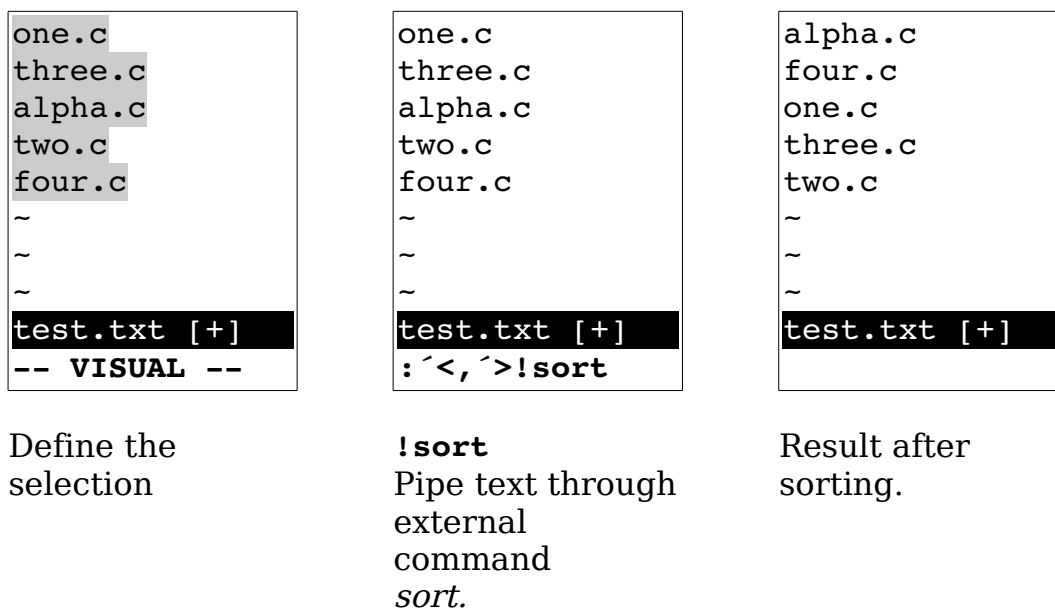 one.c
three.c
alpha.c
two.c
four.c
~
~
~
test.txt [+]
-- VISUAL --
Define the
selection
one.c
three.c
alpha.c
two.c
four.c
~
~
~
test.txt [+]
:´<,´>!sort
!sort
Pipe text through
external
command
sort.
alpha.c
four.c
one.c
three.c
two.c
~
~
~
test.txt [+]
Result after
sorting.